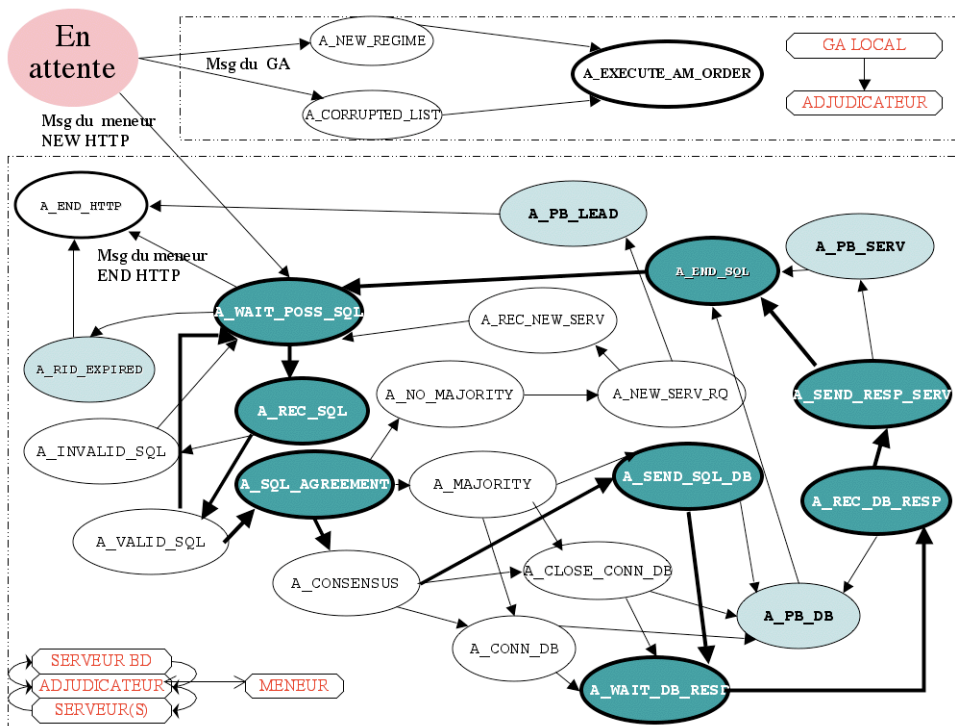 En
attente
A_NEW_REGIME
Msg du GA
A_CORRUPTED_LIST
A_EXECUTE_AM_ORDER
GA LOCAL
ADJUDICATEUR
Msg du meneur
NEW HTTP
A_END_HTTP
A_PB_LEAD
A_PB_SERV
Msg du meneur
END HTTP
A_END_SQL
A_WAIT_POSS_SQL
A_REC_NEW_SERV
A_RID_EXPIRED
A_NO_MAJORITY
A_NEW_SERV_RQ
A_SEND_RESP_SERV
A_REC_SQL
A_INVALID_SQL
A_SQL_AGREEMENT
A_MAJORITY
A_SEND_SQL_DB
A_REC_DB_RESP
A_VALID_SQL
A_CONSENSUS
A_CLOSE_CONN_DB
A_PB_DB
A_CONN_DB
A_WAIT_DB_RESP
SERVEUR BD
ADJUDICATEUR
MENEUR
SERVEUR(S)